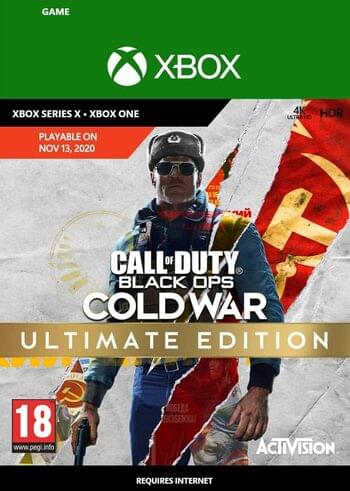 GAME
XBOX
XBOX SERIES X • XBOX ONE
PLAYABLE ON
NOV 13, 2020
4K
ULTRA HD
HDR
CALL OF DUTY®
BLACK OPS
COLD WAR
ULTIMATE EDITION
ПОБЕДА
18
www.pegi.info
ACTIVISION
REQUIRES INTERNET